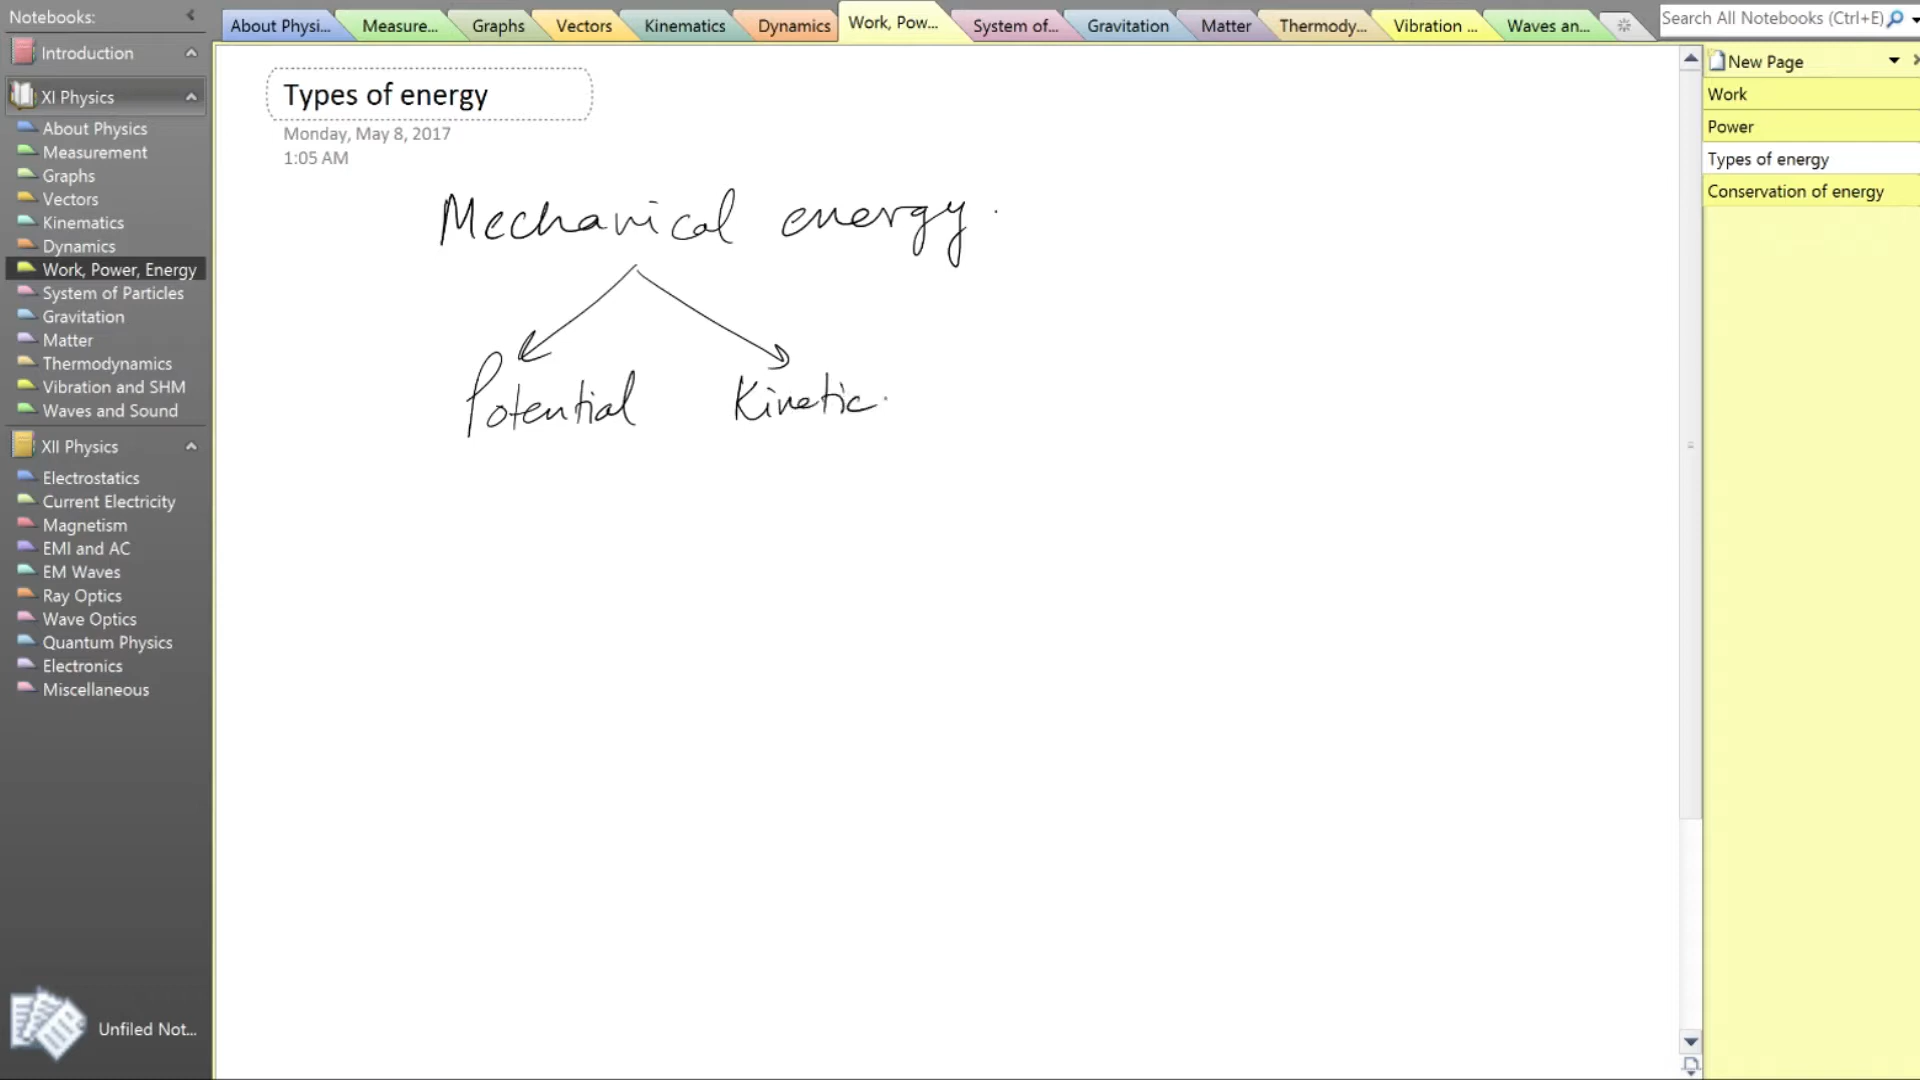 Notebooks:
Introduction
XI Physics
About Physics
Measurement
Graphs
Vectors
Kinematics
Dynamics
Work, Power, Energy
System of Particles
Gravitation
Matter
Thermodynamics
Vibration and SHM
Waves and Sound
XII Physics
Electrostatics
Current Electricity
Magnetism
EMI and AC
EM Waves
Ray Optics
Wave Optics
Quantum Physics
Electronics
Miscellaneous
Unfiled Not...
About Physi... Measure... Graphs Vectors Kinematics Dynamics Work, Pow... System of... Gravitation Matter Thermody... Vibration ... Waves an...
Search All Notebooks (Ctrl+E)
Types of energy
Monday, May 8, 2017
1:05 AM
Mechanical energy.
Potential Kinetic.
New Page
Work
Power
Types of energy
Conservation of energy